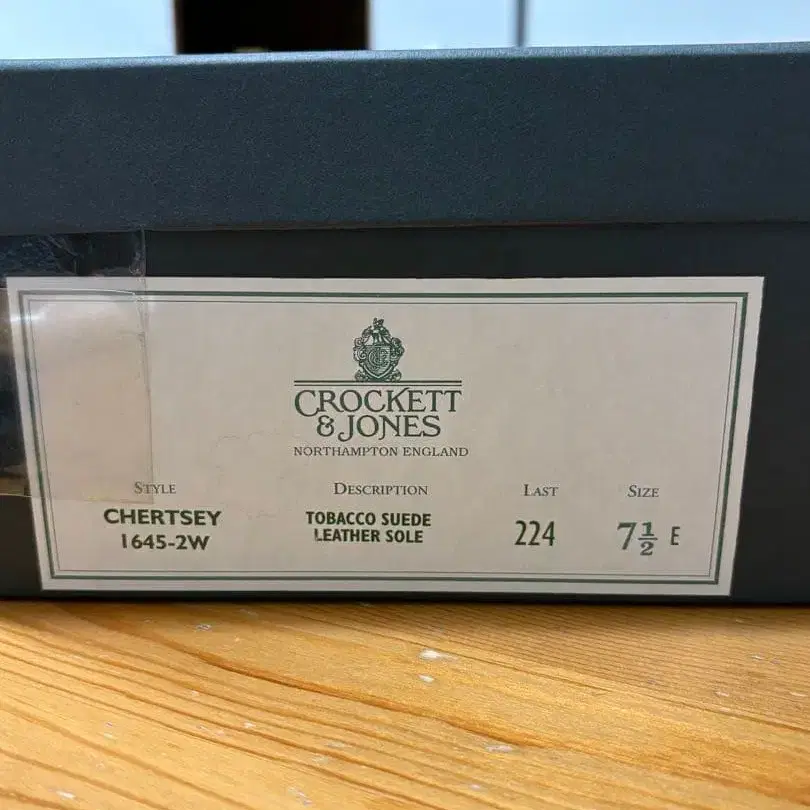 CROCKETT
& JONES
NORTHAMPTON ENGLAND
STYLE DESCRIPTION LAST SIZE
CHERTSEY TOBACCO SUEDE 224 7½ E
1645-2W LEATHER SOLE